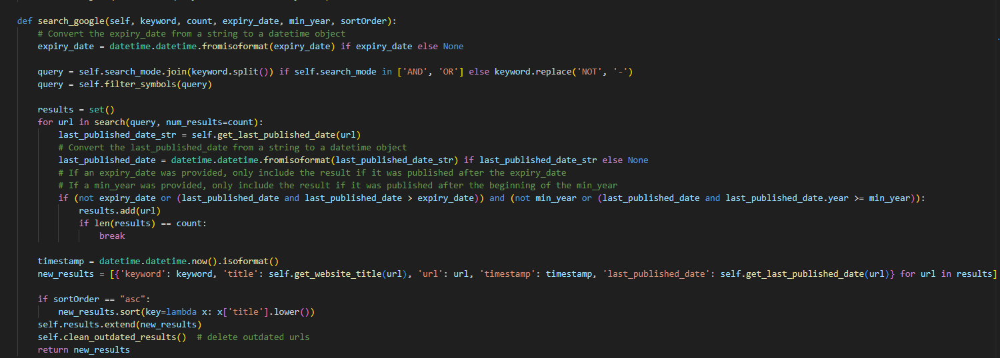 def search_google(self, keyword, count, expiry_date, min_year, sortOrder):
    # Convert the expiry_date from a string to a datetime object
    expiry_date = datetime.datetime.fromisoformat(expiry_date) if expiry_date else None

    query = self.search_mode.join(keyword.split()) if self.search_mode in ['AND', 'OR'] else keyword.replace('NOT', '-')
    query = self.filter_symbols(query)

    results = set()
    for url in search(query, num_results=count):
        last_published_date_str = self.get_last_published_date(url)
        # Convert the last_published_date from a string to a datetime object
        last_published_date = datetime.datetime.fromisoformat(last_published_date_str) if last_published_date_str else None
        # If an expiry_date was provided, only include the result if it was published after the expiry_date
        # If a min_year was provided, only include the result if it was published after the beginning of the min_year
        if (not expiry_date or (last_published_date and last_published_date > expiry_date)) and (not min_year or (last_published_date and last_published_date.year >= min_year)):
            results.add(url)
            if len(results) == count:
                break

    timestamp = datetime.datetime.now().isoformat()
    new_results = [{'keyword': keyword, 'title': self.get_website_title(url), 'url': url, 'timestamp': timestamp, 'last_published_date': self.get_last_published_date(url)} for url in results]

    if sortOrder == "asc":
        new_results.sort(key=lambda x: x['title'].lower())
    self.results.extend(new_results)
    self.clean_outdated_results()  # delete outdated urls
    return new_results